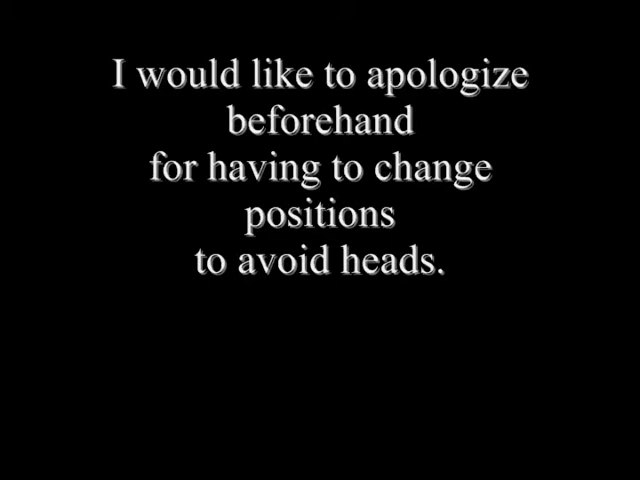 I would like to apologize
beforehand
for having to change
positions
to avoid heads.